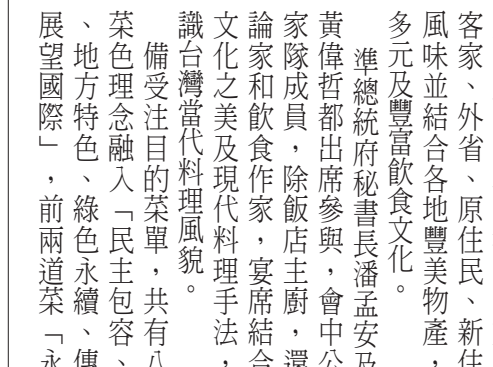 客家、外省、原住民、新住
風味並結合各地豐美物產，
多元及豐富飲食文化。
準總統府秘書長潘孟安及
黃偉哲都出席參與，會中公
家隊成員，除飯店主廚，還
論家和飲食作家，宴席結合
文化之美及現代料理手法，
識台灣當代料理風貌。
備受注目的菜單，共有八
菜色理念融入「民主包容、
、地方特色、綠色永續、傳
展望國際」，前兩道菜「永